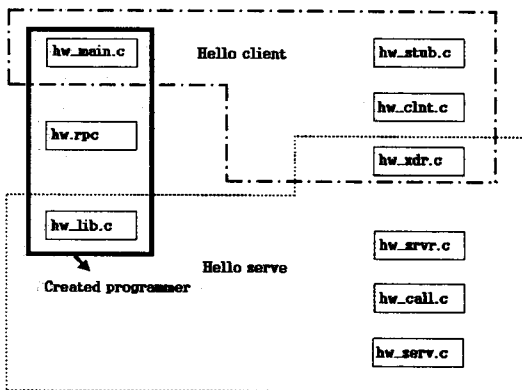 hw_main.c
Hello client
hw_stub.c
hw_clnt.c
hw.rpc
hw_xdr.c
hw_lib.c
hw_srvr.c
Hello serve
Created programmer
hw_call.c
hw_serv.c